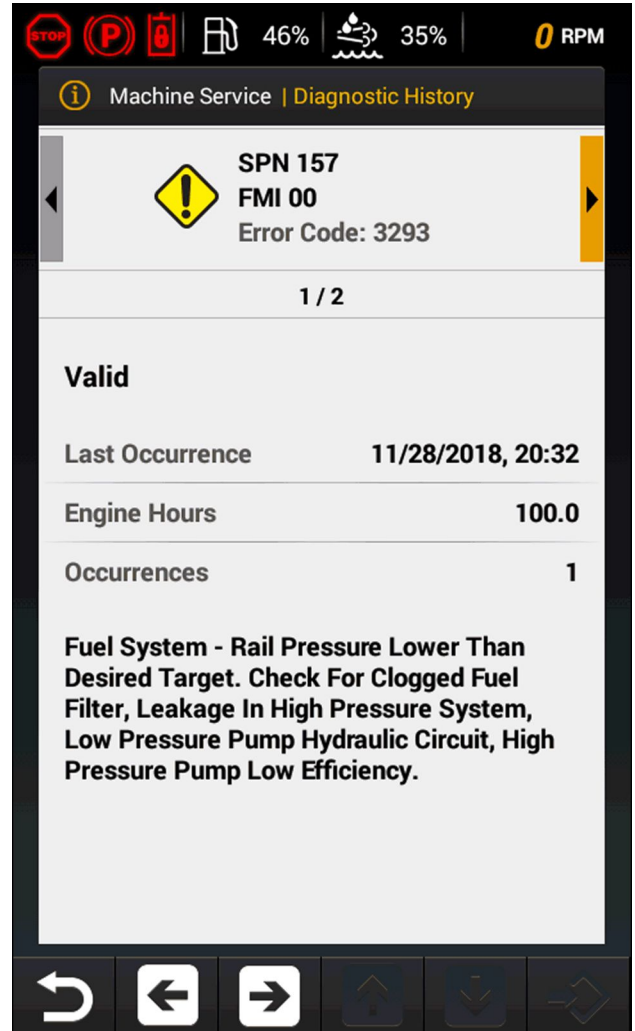 STOP P 46% 35% 0 RPM
i Machine Service | Diagnostic History
SPN 157
FMI 00
Error Code: 3293
1 / 2
Valid
Last Occurrence 11/28/2018, 20:32
Engine Hours 100.0
Occurrences 1
Fuel System - Rail Pressure Lower Than
Desired Target. Check For Clogged Fuel
Filter, Leakage In High Pressure System,
Low Pressure Pump Hydraulic Circuit, High
Pressure Pump Low Efficiency.